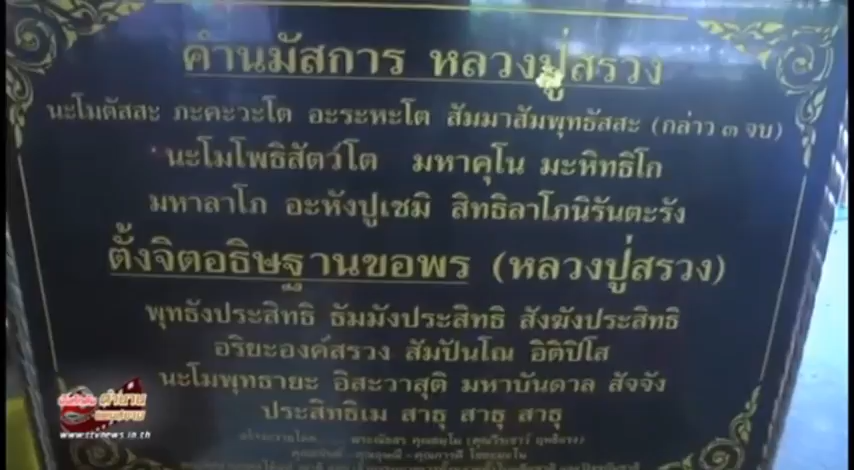 คำนมัสการ หลวงปู่สรวง
นะโมตัสสะ ภะคะวะโต อะระหะโต สัมมาสัมพุทธัสสะ (กล่าว ๓ จบ)
นะโมโพธิสัตว์โต มหาคุโน มะหิทธิโก
มหาลาโภ อะหังปูเชมิ สิทธิลาโภนิรันตะรัง
ตั้งจิตอธิษฐานขอพร (หลวงปู่สรวง)
พุทธังประสิทธิ ธัมมังประสิทธิ สังฆังประสิทธิ
อริยะองค์สรวง สัมปันโณ อิติปิโส
นะโมพุทธายะ อิสะวาสุติ มหาบันดาล สัจจัง
ประสิทธิเม สาธุ สาธุ สาธุ
ตำนาน
www.ctvnews.in.th